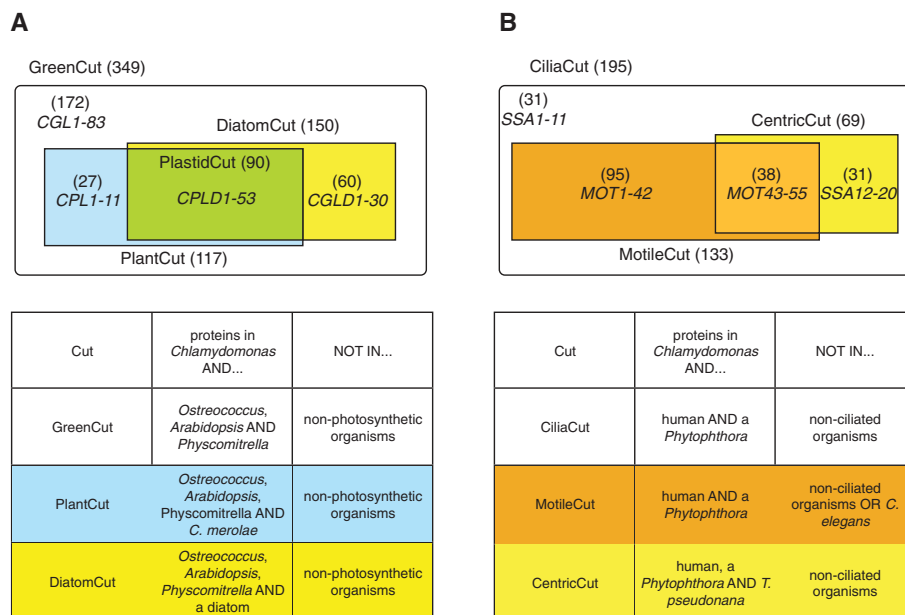 A
GreenCut (349)
(172)
CGL1-83
DiatomCut (150)
PlastidCut (90)
(27)
CPL1-11
CPLD1-53
(60)
CGLD1-30
PlantCut (117)
Cut
proteins in
Chlamydomonas
AND...
NOT IN...
GreenCut
Ostreococcus,
Arabidopsis AND
Physcomitrella
non-photosynthetic
organisms
PlantCut
Ostreococcus,
Arabidopsis,
Physcomitrella AND
C. merolae
non-photosynthetic
organisms
DiatomCut
Ostreococcus,
Arabidopsis,
Physcomitrella AND
a diatom
non-photosynthetic
organisms
B
CiliaCut (195)
(31)
SSA1-11
CentricCut (69)
(95)
MOT1-42
(38)
MOT43-55
(31)
SSA12-20
MotileCut (133)
Cut
proteins in
Chlamydomonas
AND...
NOT IN...
CiliaCut
human AND a
Phytophthora
non-ciliated
organisms
MotileCut
human AND a
Phytophthora
non-ciliated
organisms OR C.
elegans
CentricCut
human, a
Phytophthora AND T.
pseudonana
non-ciliated
organisms